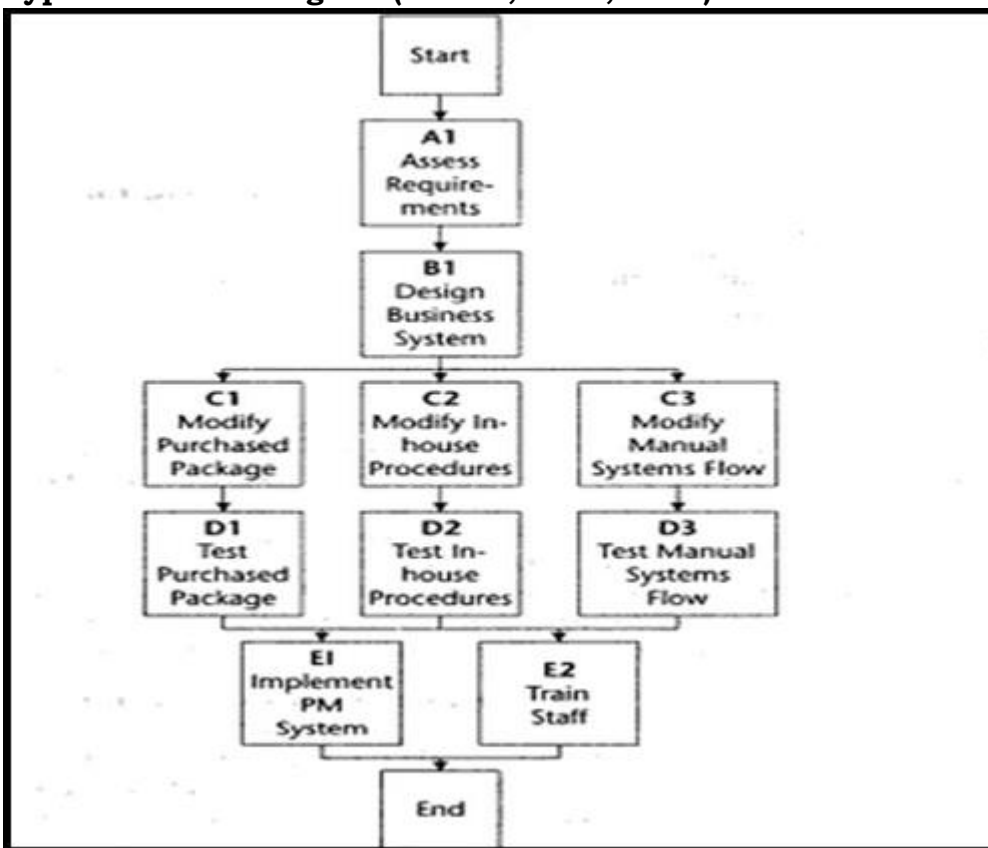 Start
A1
Assess
Require-
ments
B1
Design
Business
System
C1
Modify
Purchased
Package
C2
Modify In-
house
Procedures
C3
Modify
Manual
Systems Flow
D1
Test
Purchased
Package
D2
Test In-
house
Procedures
D3
Test Manual
Systems
Flow
EI
Implement
PM
System
E2
Train
Staff
End